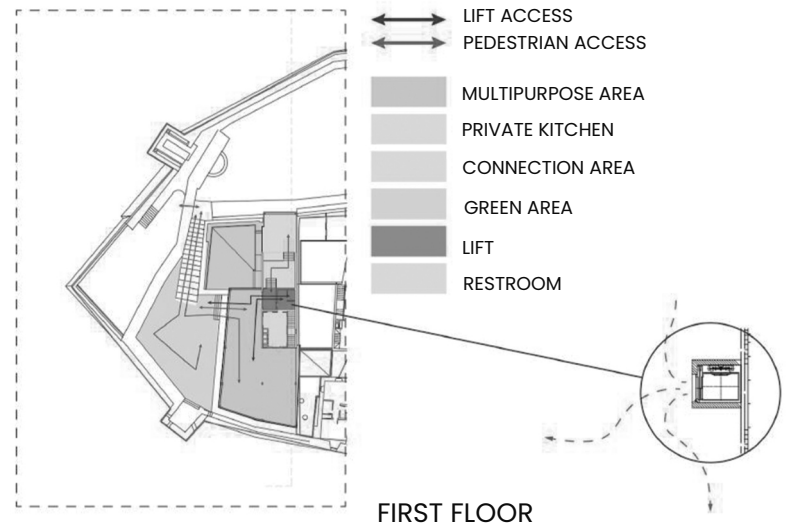 LIFT ACCESS
PEDESTRIAN ACCESS
MULTIPURPOSE AREA
PRIVATE KITCHEN
CONNECTION AREA
GREEN AREA
LIFT
RESTROOM
FIRST FLOOR